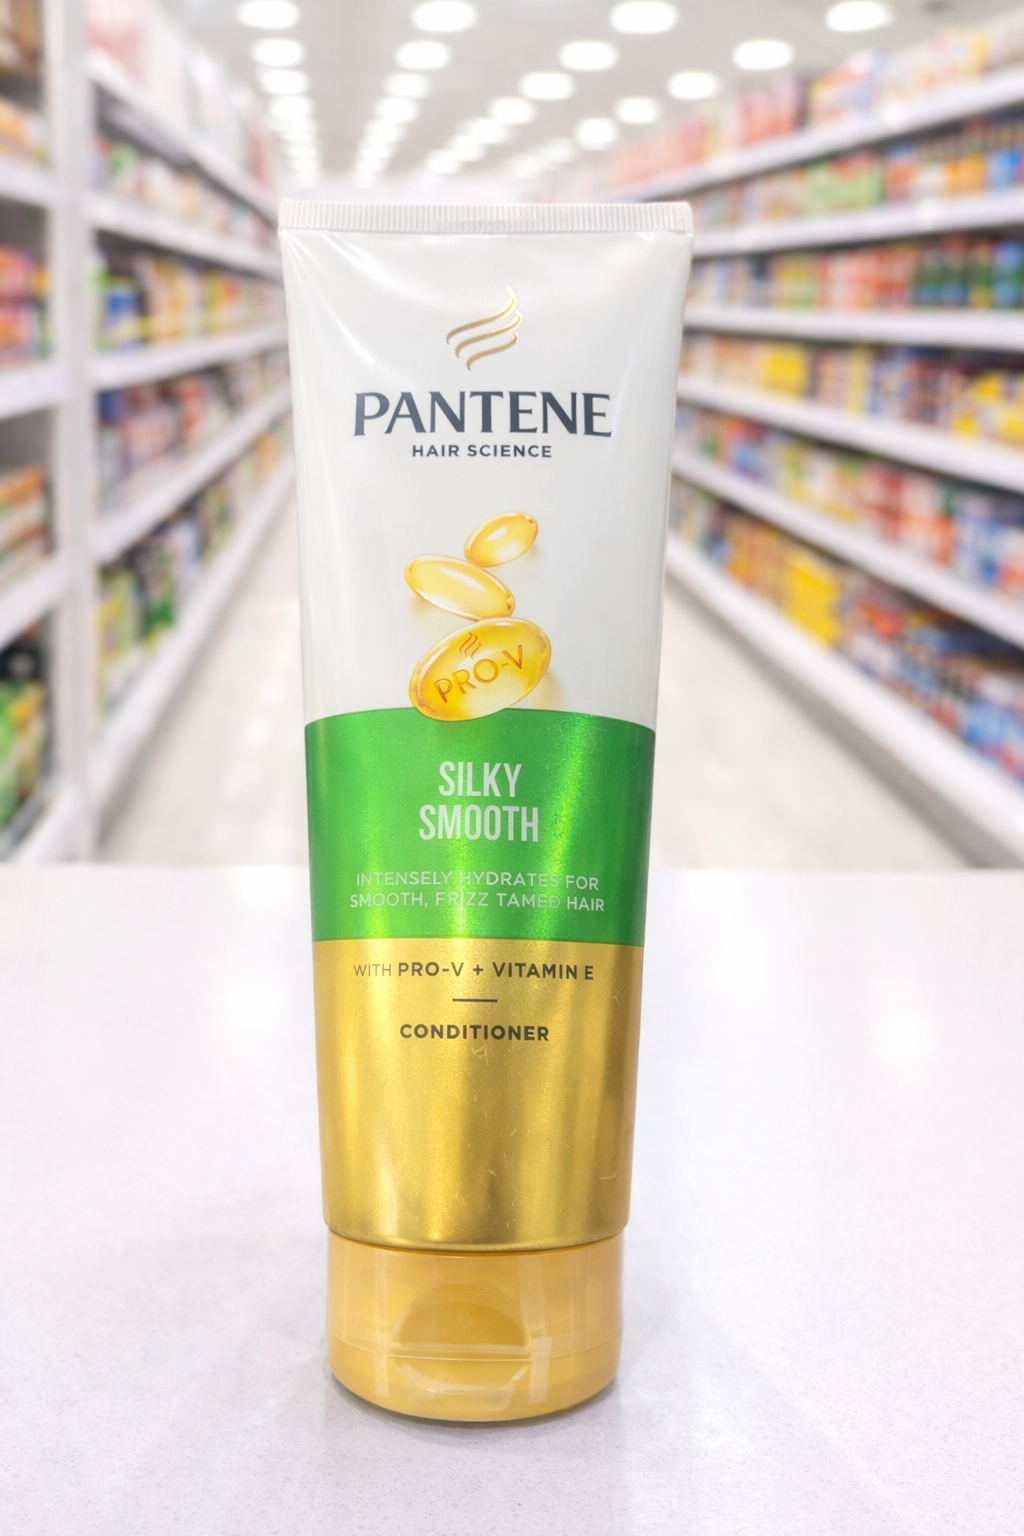 PANTENE
HAIR SCIENCE
PRO-V
SILKY
SMOOTH
INTENSELY HYDRATES FOR
SMOOTH, FRIZZ TAMED HAIR
WITH PRO-V + VITAMIN E
CONDITIONER